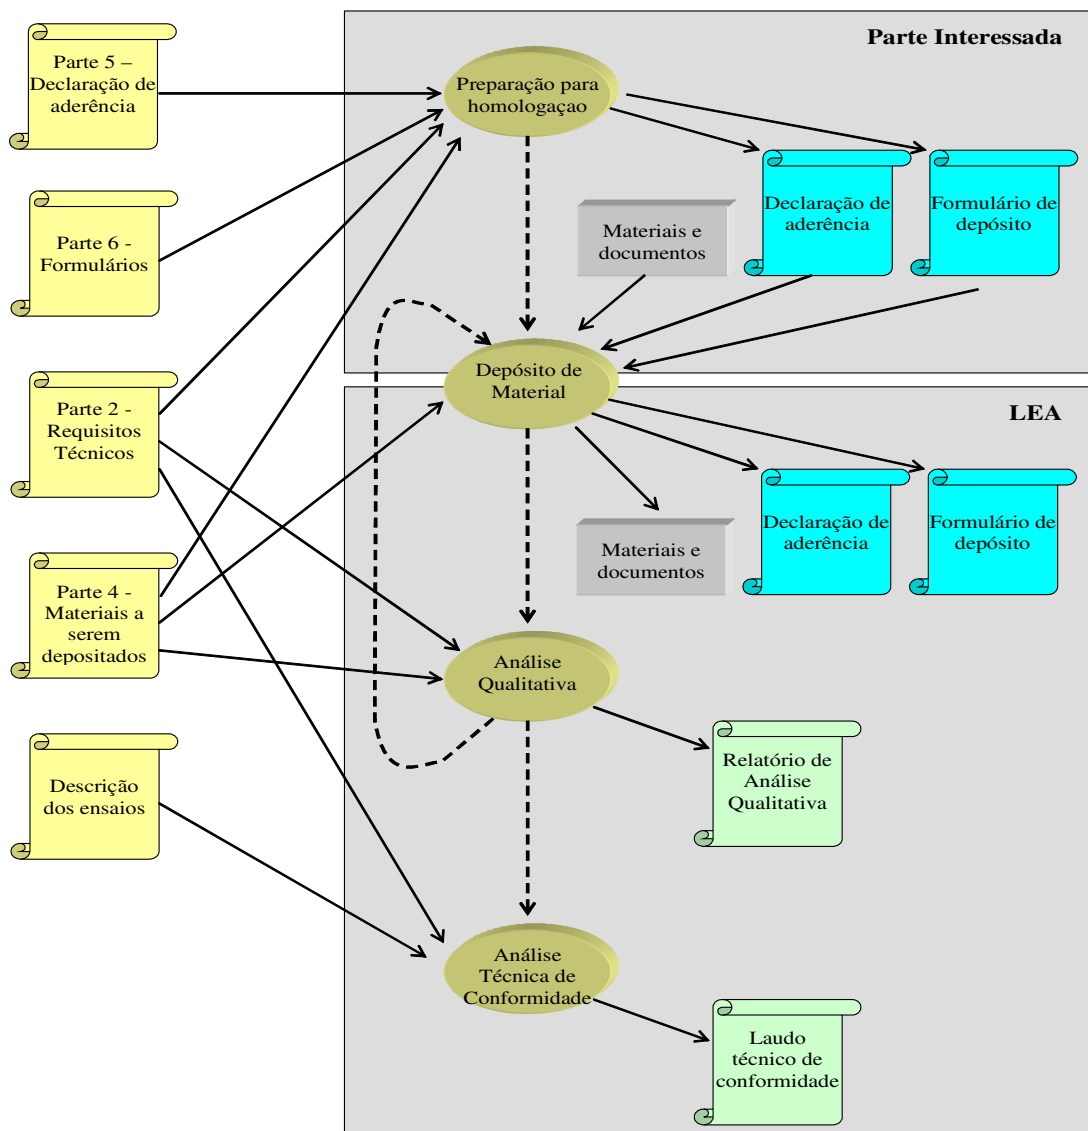 Parte Interessada
Parte 5 –
Declaração de
aderência
Preparação para
homologaçao
Parte 6 -
Formulários
Materiais e
documentos
Declaração de
aderência
Formulário de
depósito
Depósito de
Material
LEA
Parte 2 -
Requisitos
Técnicos
Materiais e
documentos
Declaração de
aderência
Formulário de
depósito
Parte 4 -
Materiais a
serem
depositados
Análise
Qualitativa
Descrição
dos ensaios
Relatório de
Análise
Qualitativa
Análise
Técnica de
Conformidade
Laudo
técnico de
conformidade